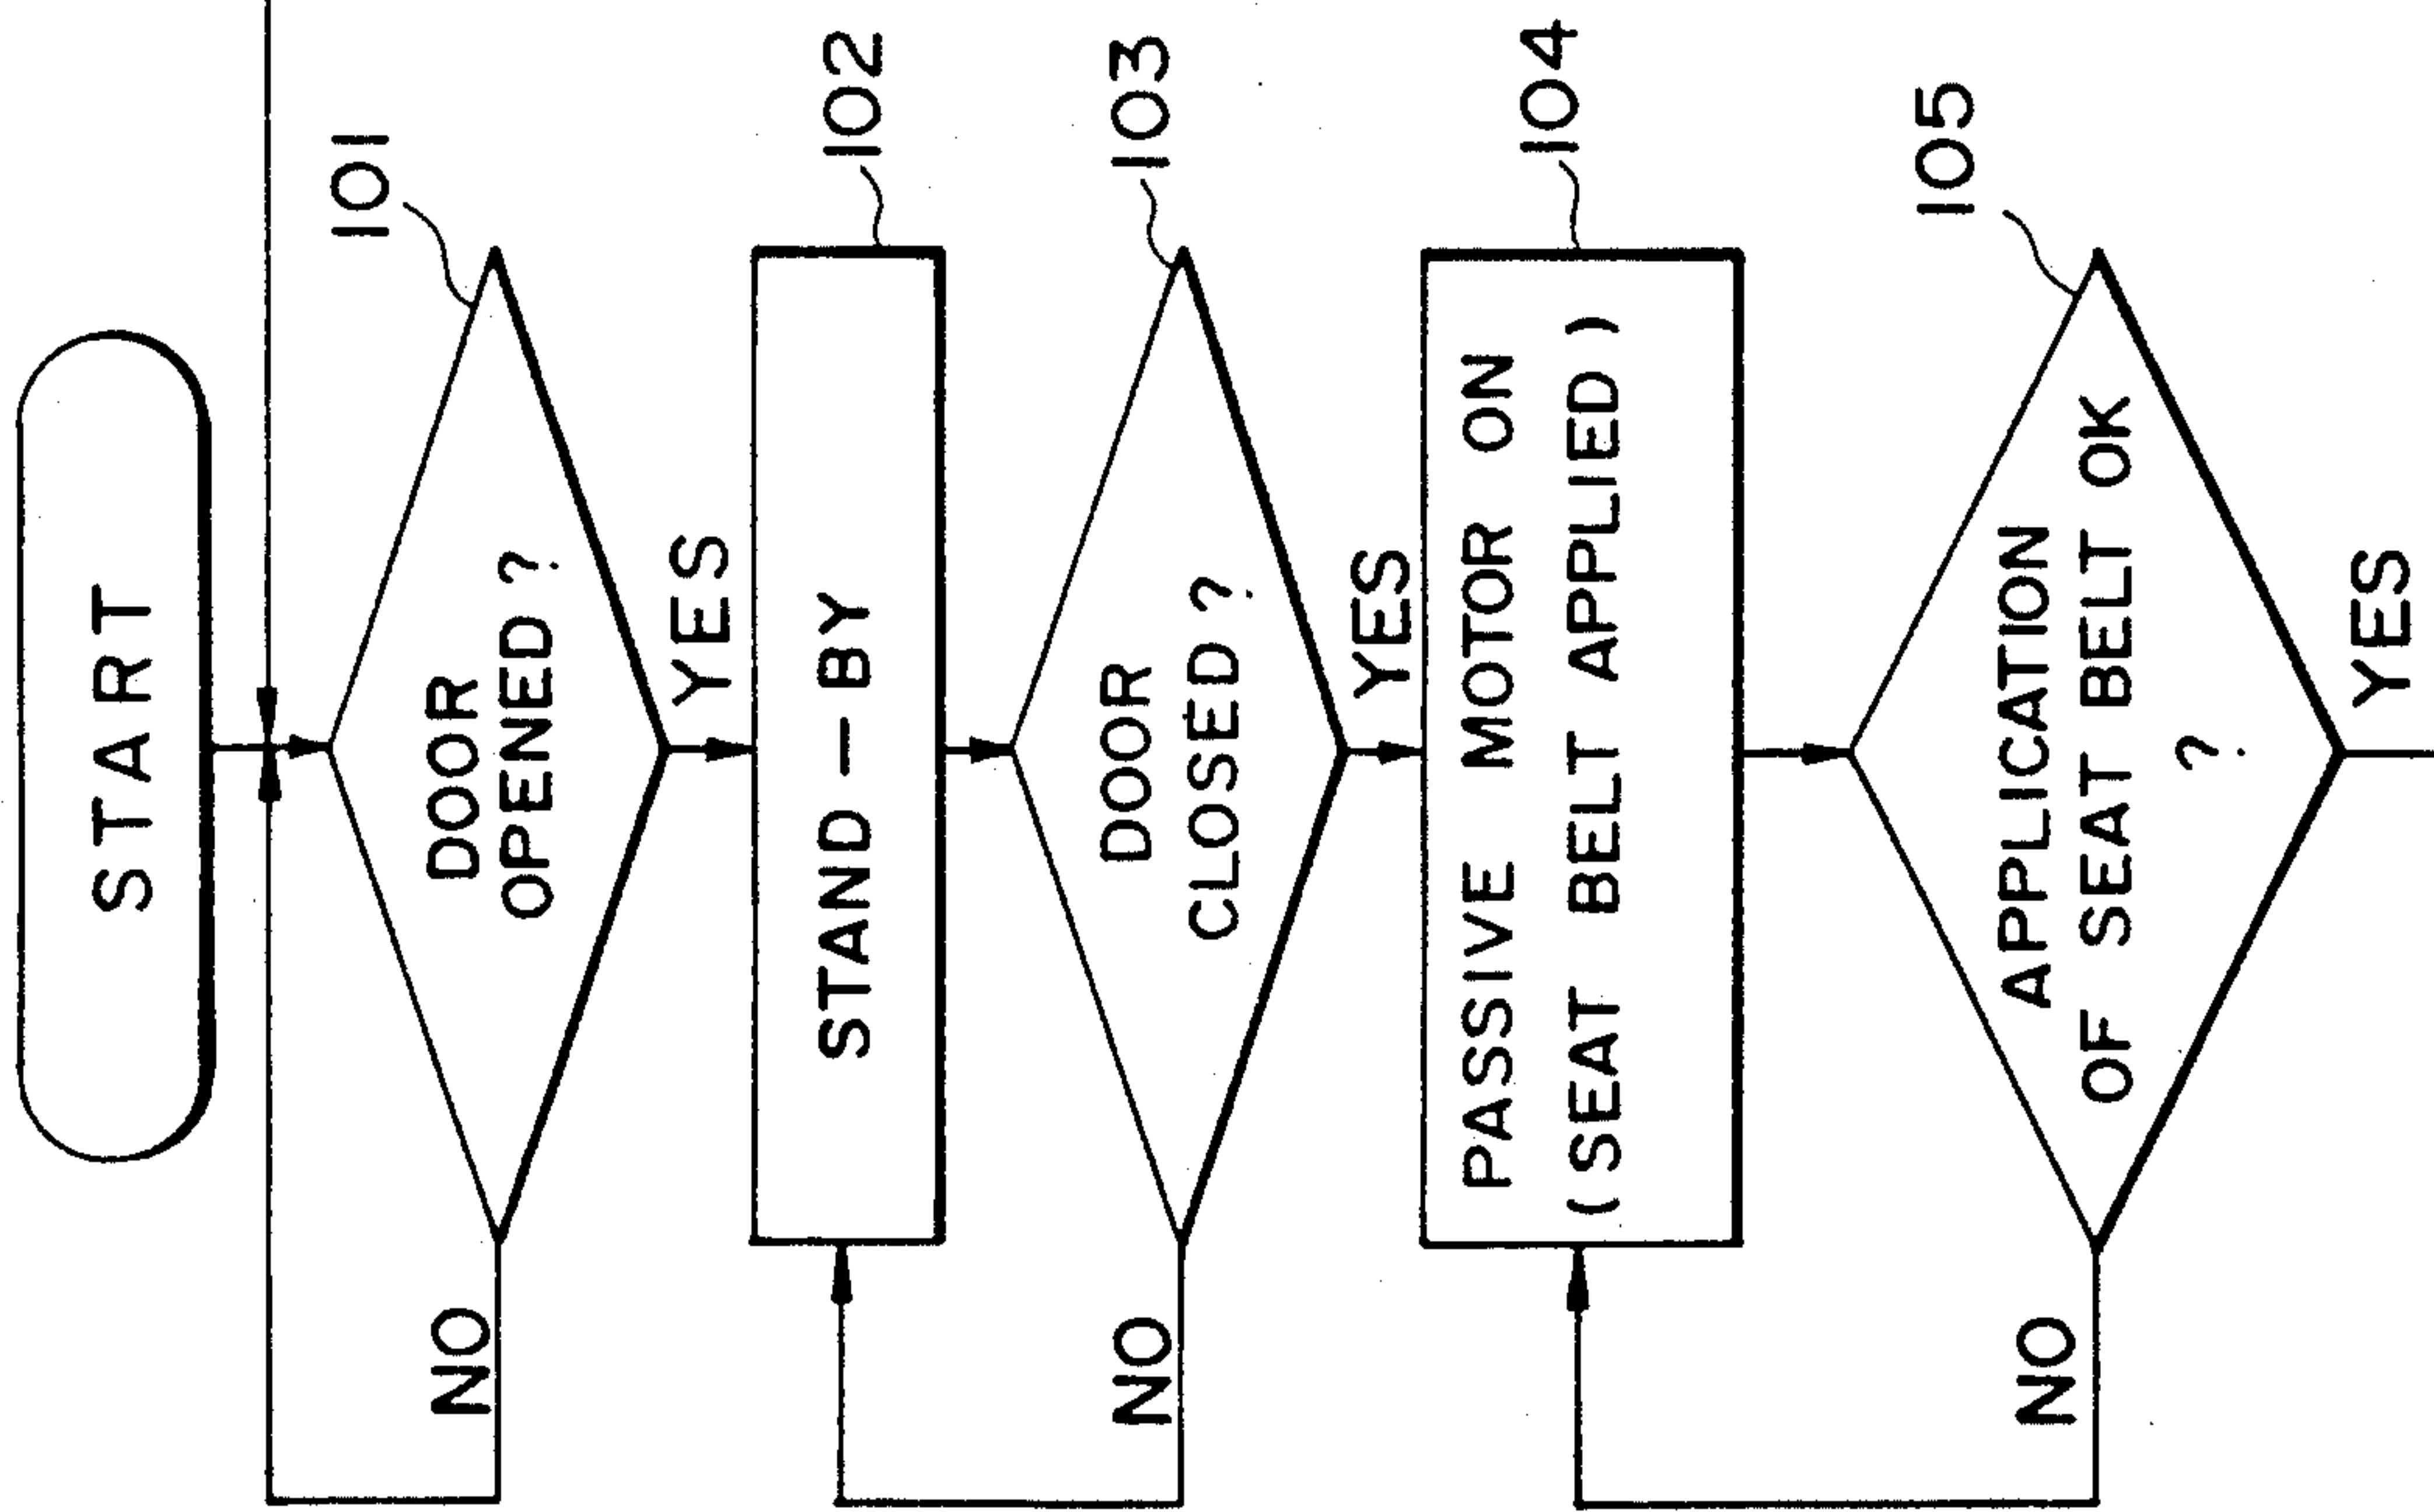 START
101
DOOR
OPENED ?
NO
YES
102
STAND - BY
103
DOOR
CLOSED ?
NO
YES
104
PASSIVE MOTOR ON
(SEAT BELT APPLIED)
105
APPLICATION
OF SEAT BELT OK
?
NO
YES